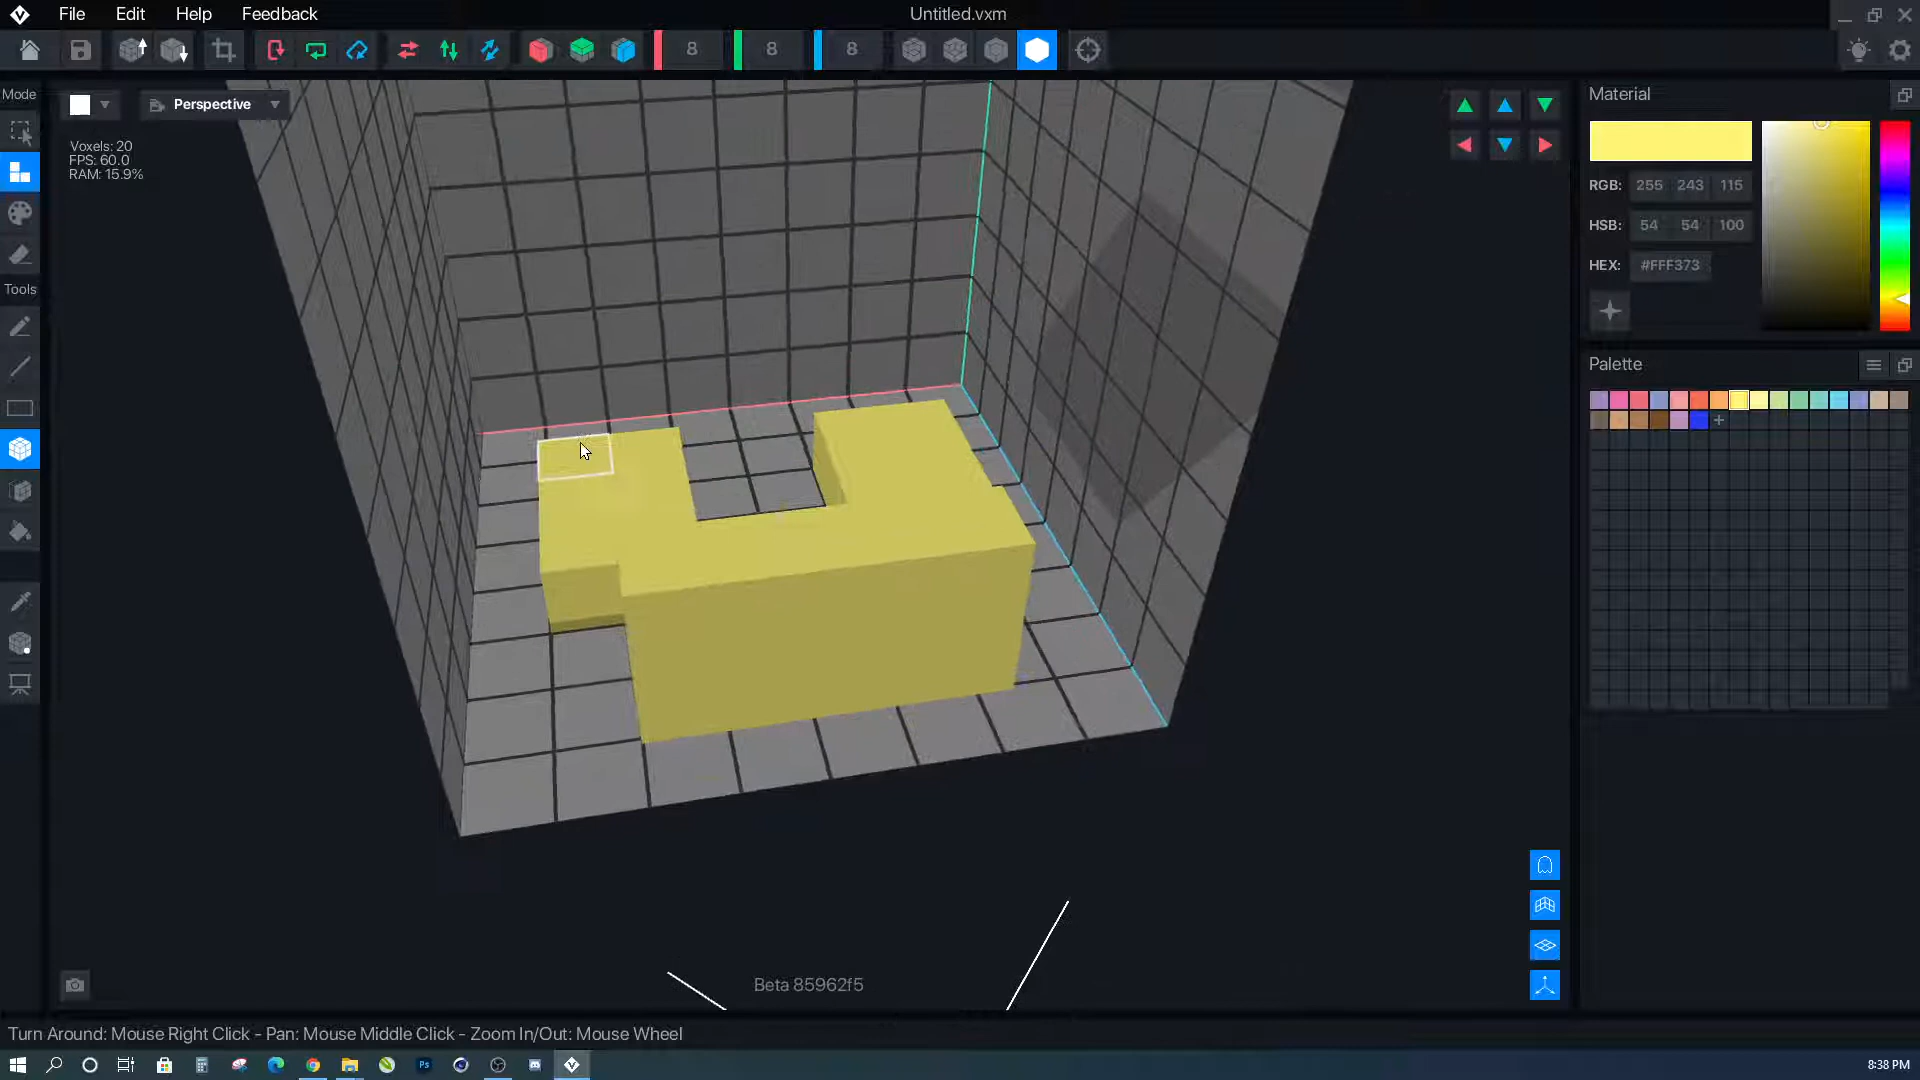 File Edit Help Feedback
Untitled.vxm
8 8 8
Mode
Perspective
Voxels: 20
FPS: 60.0
RAM: 15.9%
Tools
Material
RGB: 255 243 115
HSB: 54 54 100
HEX: #FFF373
Palette
Beta 85962f5
Turn Around: Mouse Right Click - Pan: Mouse Middle Click - Zoom In/Out: Mouse Wheel
Ps
8:38 PM